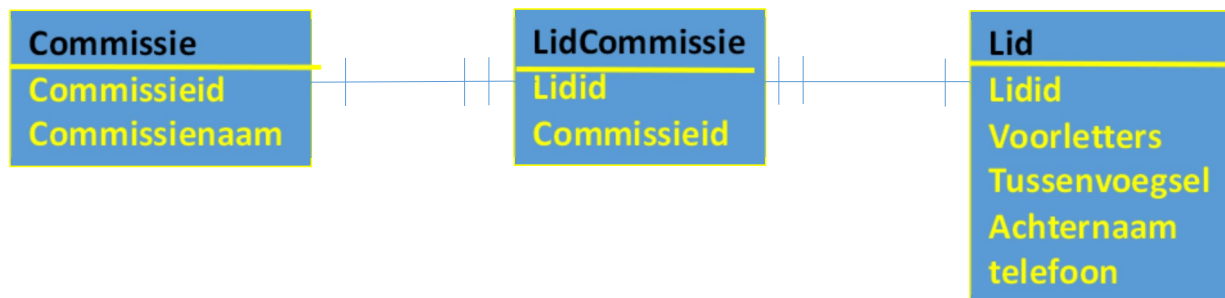 Commissie
Commissieid
Commissienaam
LidCommissie
Lidid
Commissieid
Lid
Lidid
Voorletters
Tussenvoegsel
Achternaam
telefoon